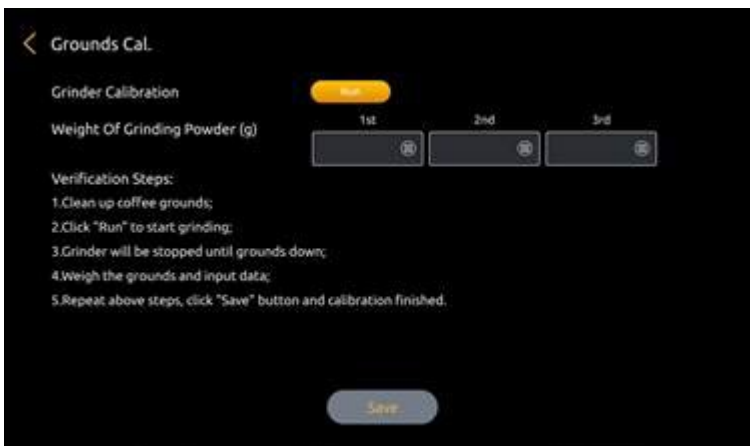 Grounds Cal.
Grinder Calibration Run
1st 2nd 3rd
Weight Of Grinding Powder (g)
Verification Steps:
1.Clean up coffee grounds;
2.Click "Run" to start grinding;
3.Grinder will be stopped until grounds down;
4.Weigh the grounds and input data;
5.Repeat above steps, click "Save" button and calibration finished.
Save